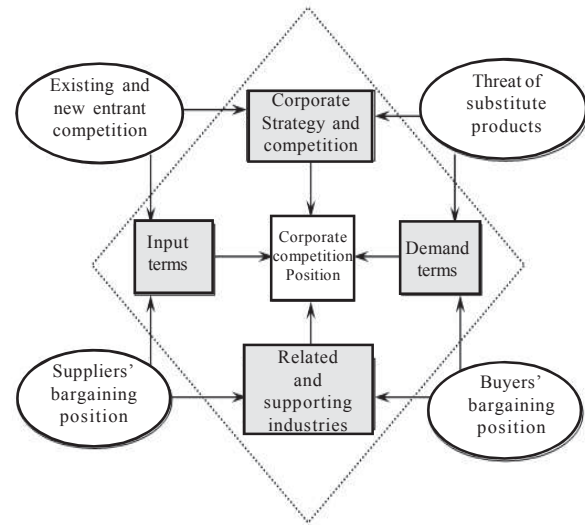 Existing and
new entrant
competition
Corporate
Strategy and
competition
Threat of
substitute
products
Input
terms
Corporate
competition
Position
Demand
terms
Suppliers'
bargaining
position
Related
and
supporting
industries
Buyers'
bargaining
position